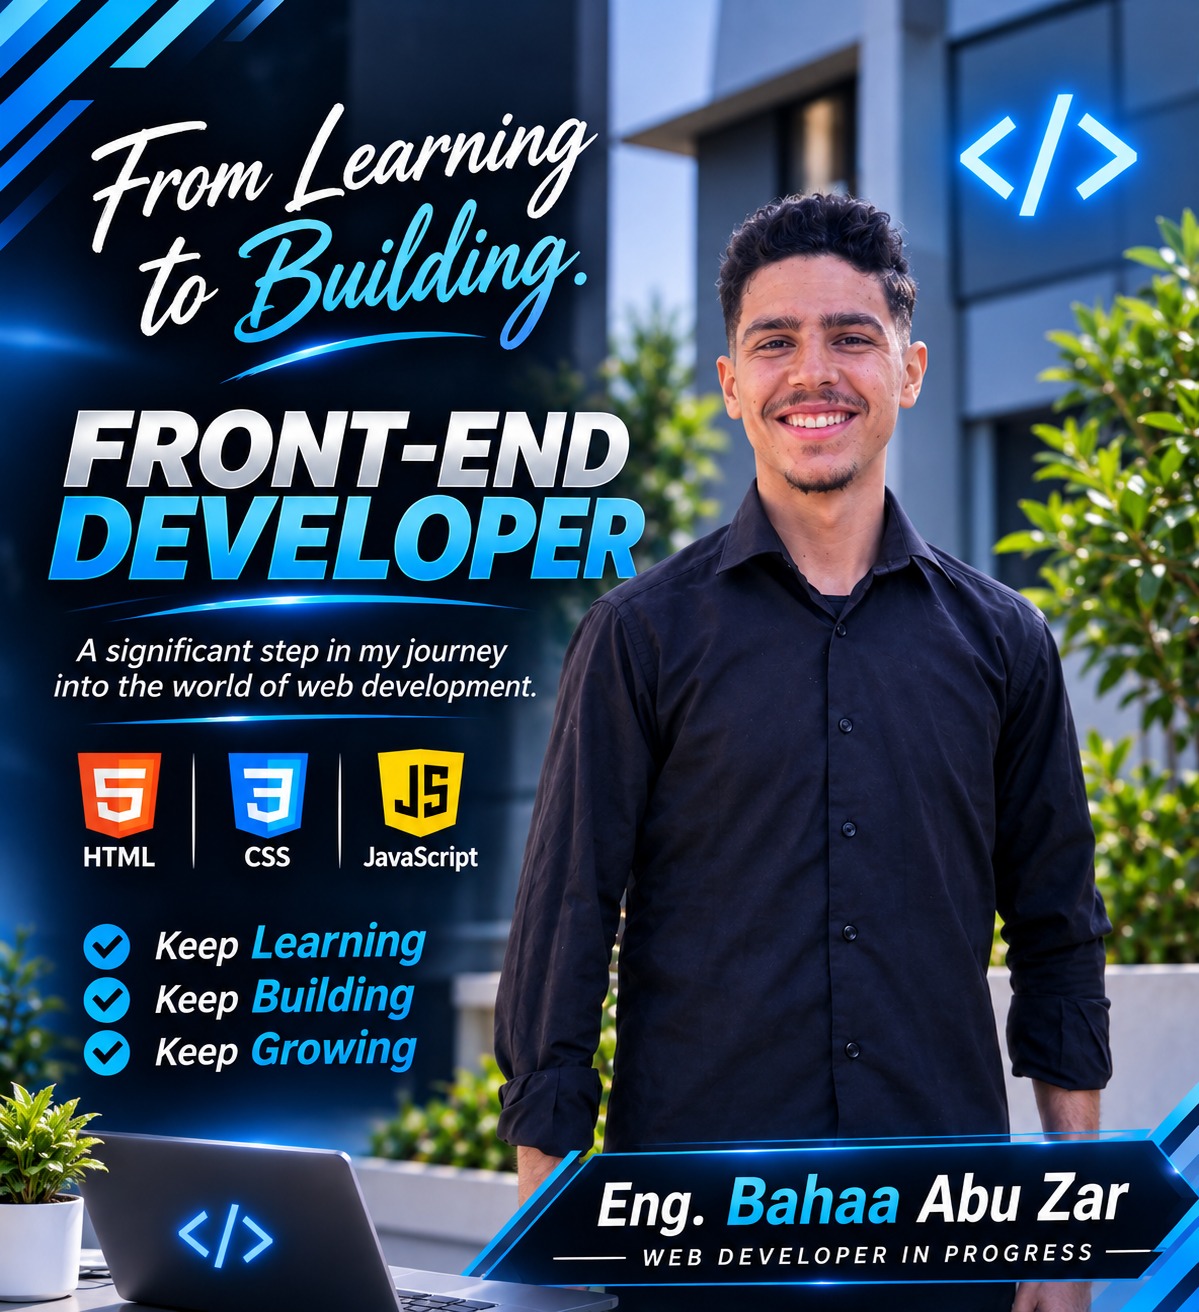 From Learning
to Building.
FRONT-END
DEVELOPER
A significant step in my journey
into the world of web development.
HTML
CSS
JS
JavaScript
Keep Learning
Keep Building
Keep Growing
</>
</>
Eng. Bahaa Abu Zar
WEB DEVELOPER IN PROGRESS